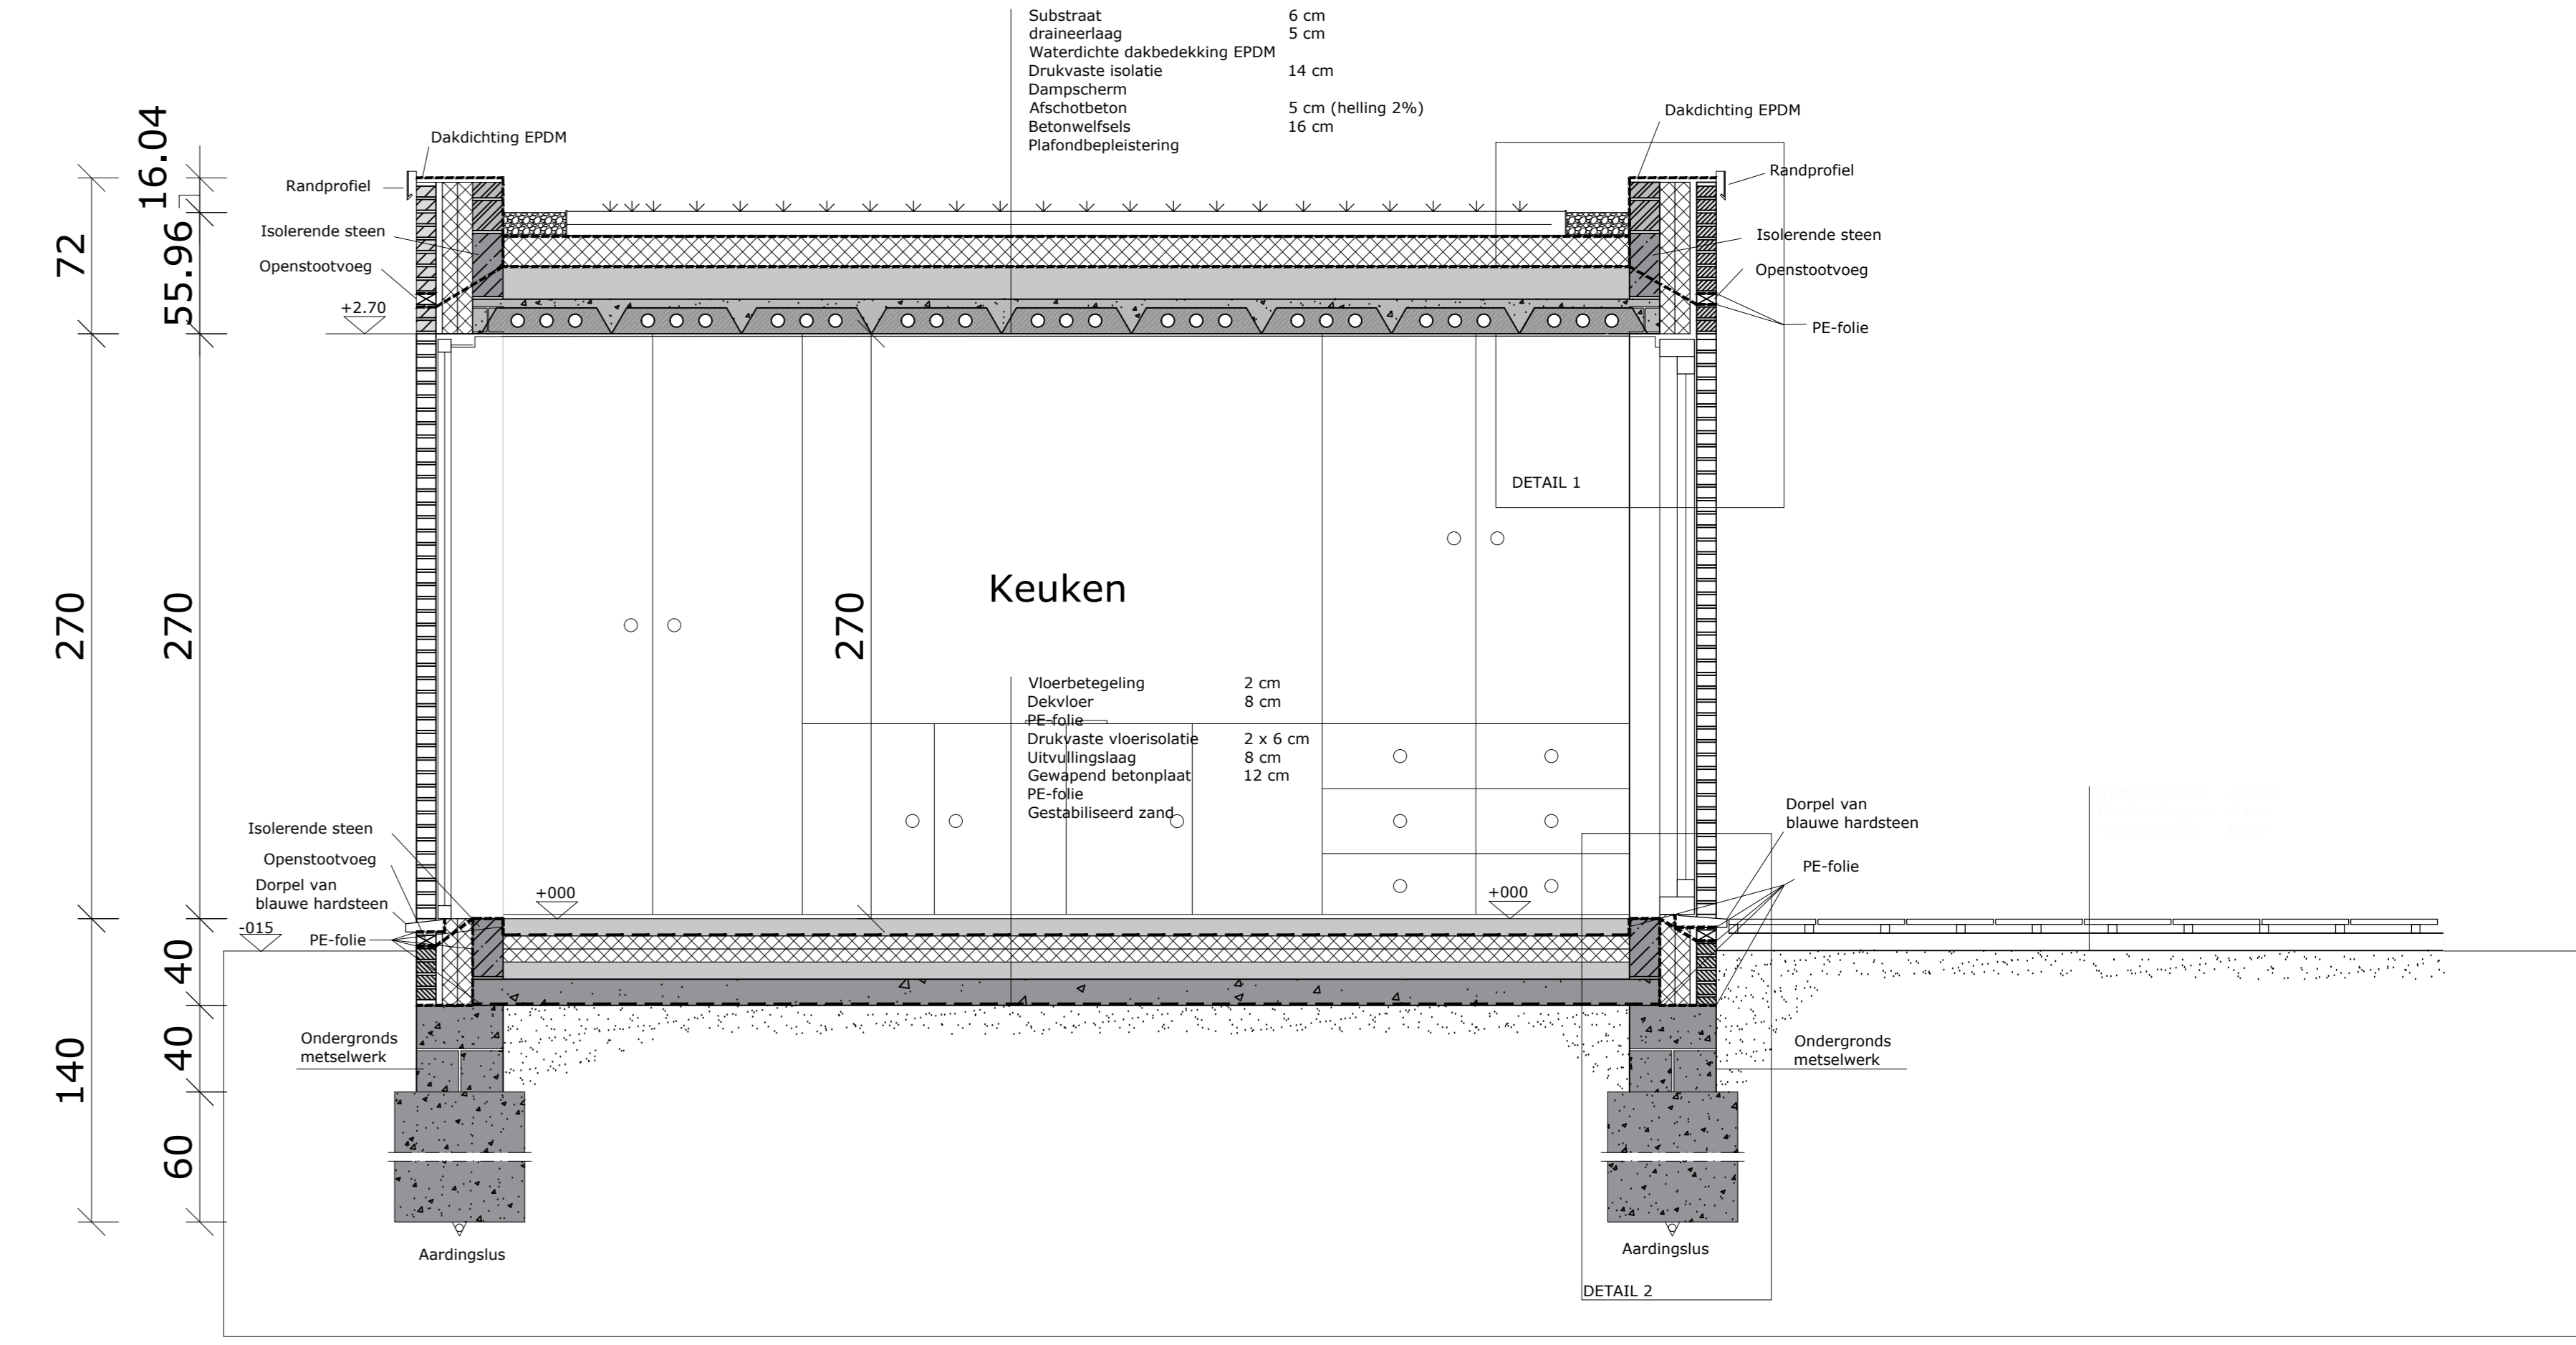 Substraat 6 cm
draineerlaag 5 cm
Waterdichte dakbedekking EPDM
Drukvaste isolatie 14 cm
Dampscherm
Afschotbeton 5 cm (helling 2%)
Betonwelfsels 16 cm
Plafondbepleistering
Dakdichting EPDM
Dakdichting EPDM
16.04
Randprofiel
Randprofiel
Isolerende steen
Isolerende steen
72
55.96
Openstootvoeg
Openstootvoeg
+2.70
PE-folie
DETAIL 1
Keuken
270
270
270
Vloerbetegeling 2 cm
Dekvloer 8 cm
PE-folie
Drukvaste vloerisolatie 2 x 6 cm
Uitvullingslaag 8 cm
Gewapend betonplaat 12 cm
PE-folie
Gestabiliseerd zand
Dorpel van
blauwe hardsteen
Isolerende steen
Openstootvoeg
PE-folie
Dorpel van
blauwe hardsteen
+000
+000
-015
PE-folie
40
Ondergronds
metselwerk
Ondergronds
metselwerk
40
140
60
Aardingslus
Aardingslus
DETAIL 2